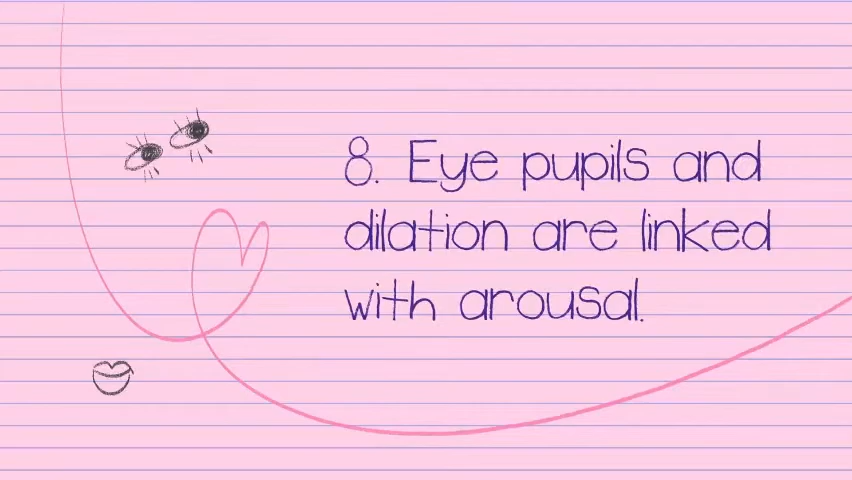 8. Eye pupils and
dilation are linked
with arousal.